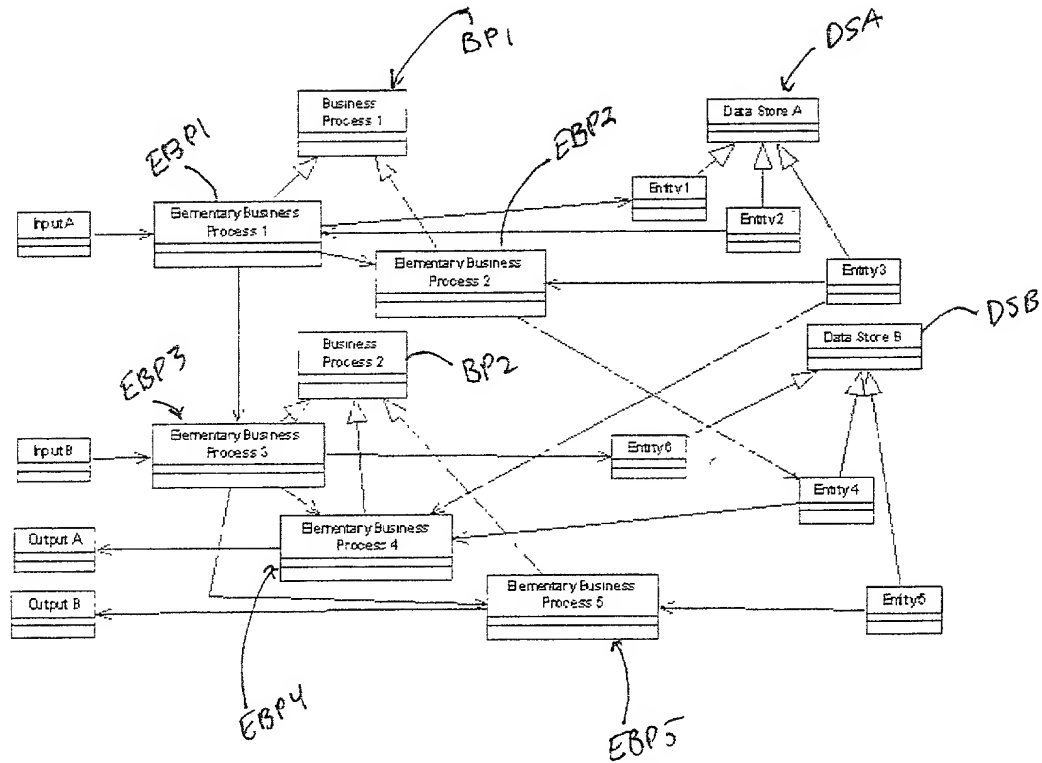 BP1
DSA
Business
Process 1
Data Store A
EBP1
EBP2
Entity1
Input A
Elementary Business
Process 1
Entity2
Elementary Business
Process 2
Entity3
DSB
Business
Process 2
Data Store B
BP2
EBP3
Elementary Business
Process 3
Input B
Entity6
Entity4
Elementary Business
Process 4
Output A
Elementary Business
Process 5
Output B
Entity5
EBP4
EBP5